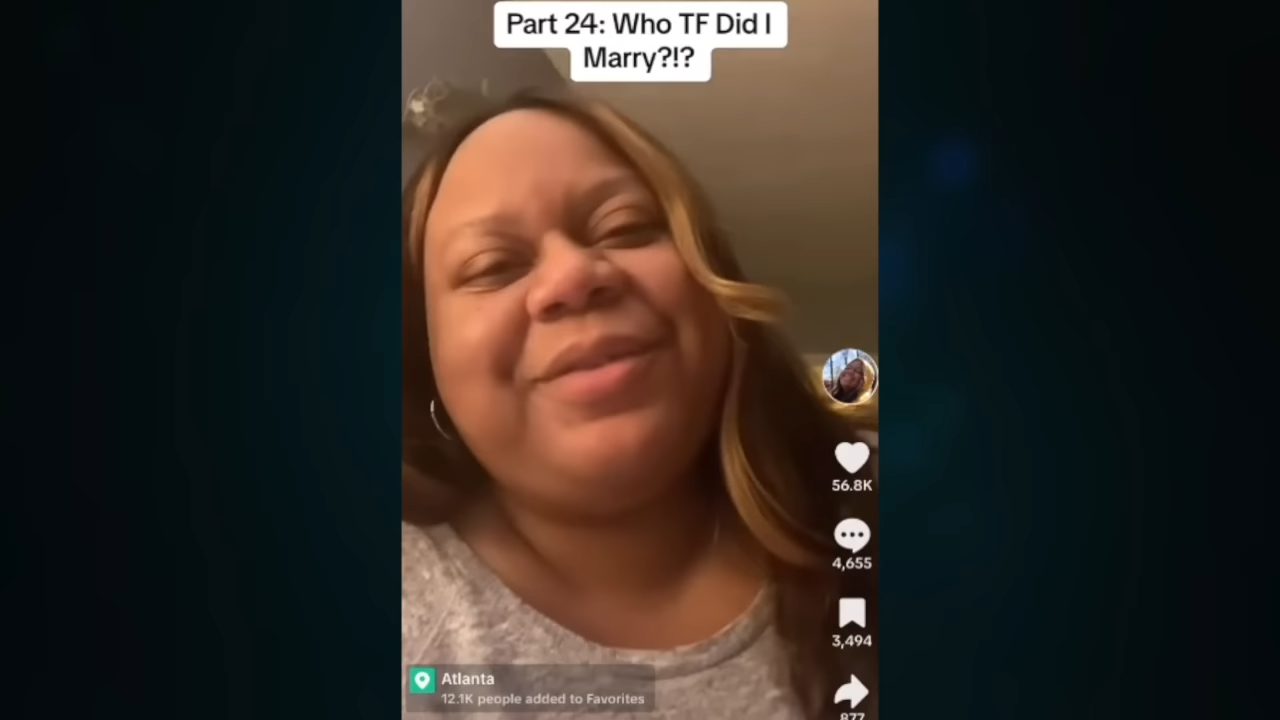 Part 24: Who TF Did I
Marry?!?
56.8K
4,655
3,494
Atlanta
12.1K people added to Favorites
877